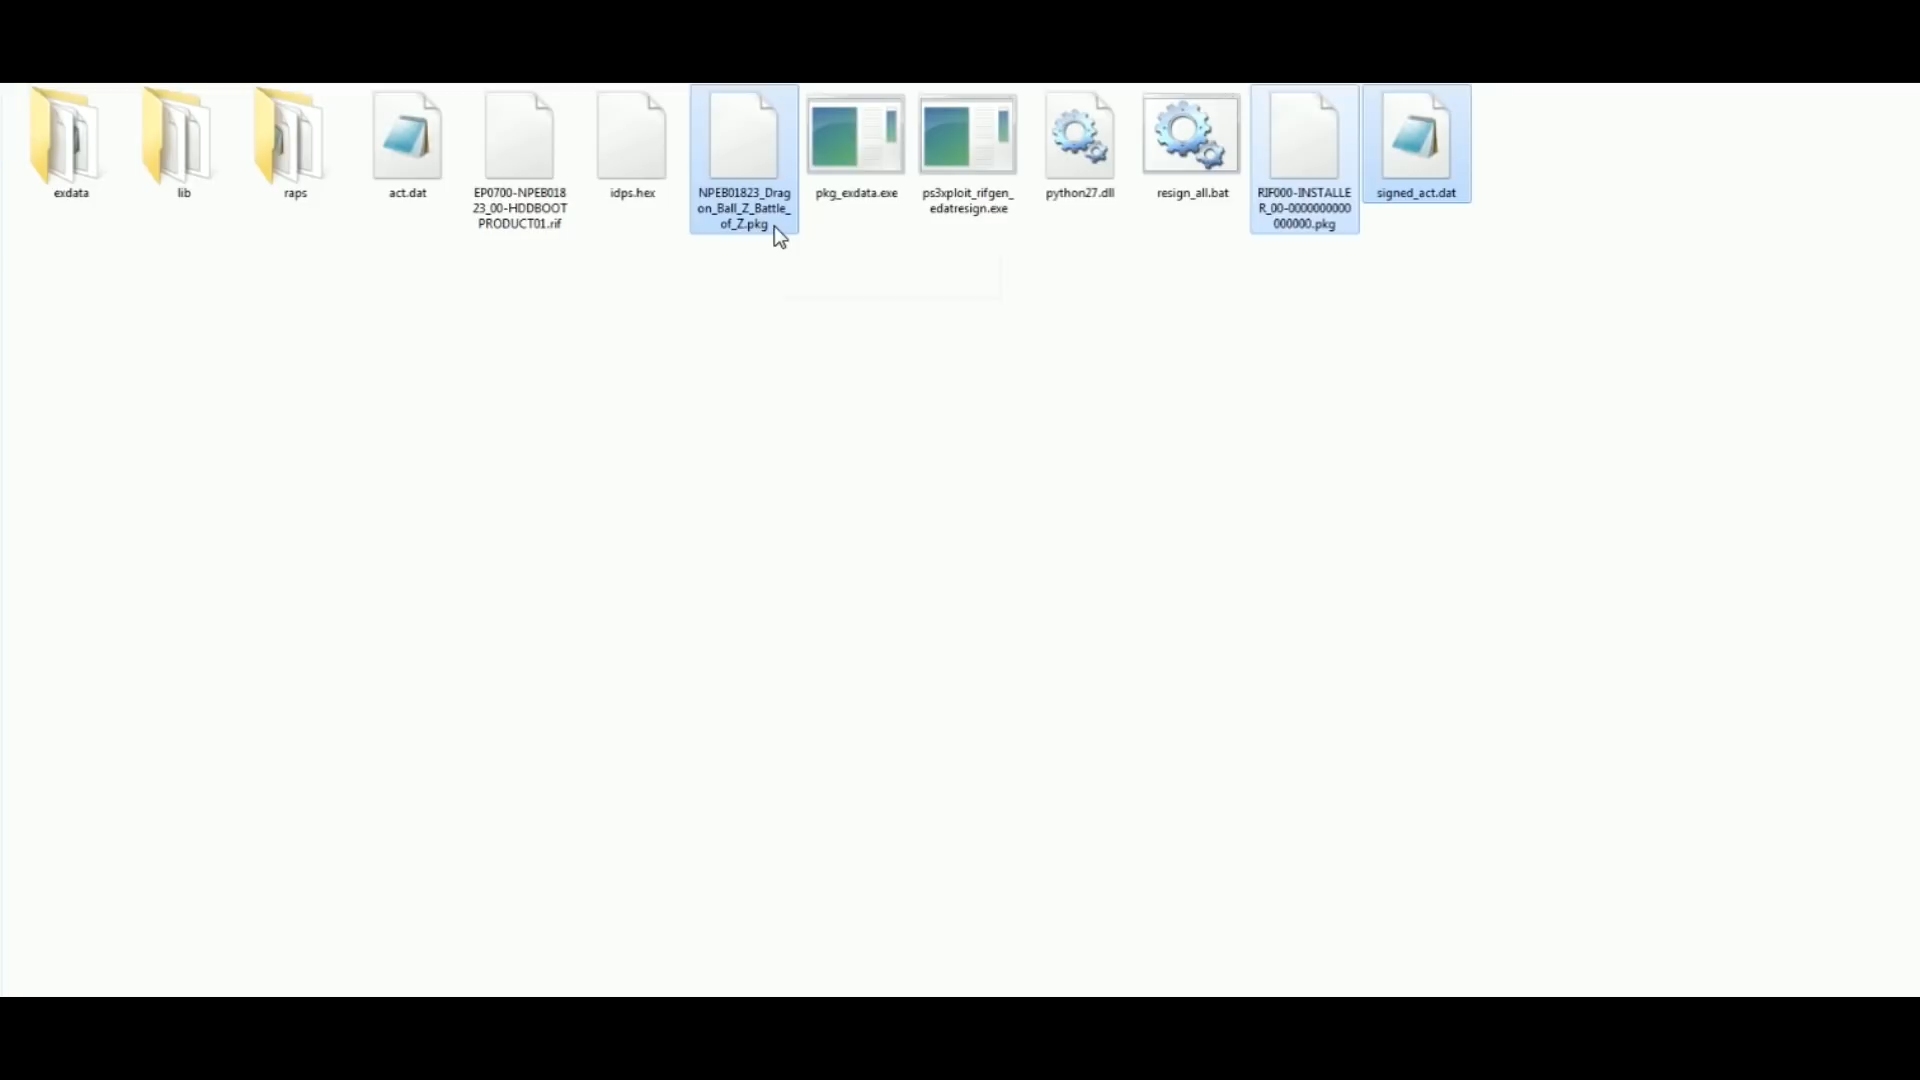 exdata
lib
raps
act.dat
EP0700-NPEB018
23_00-HDDBOOT
PRODUCT01.rif
idps.hex
NPEB01823_Drag
on_Ball_Z_Battle_
of_Z.pkg
pkg_exdata.exe
ps3xploit_rifgen_
edatresign.exe
python27.dll
resign_all.bat
RIF000-INSTALLE
R_00-0000000000
000000.pkg
signed_act.dat